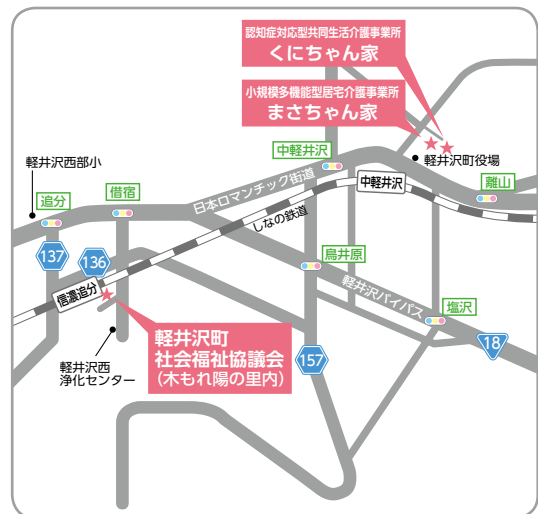 認知症対応型共同生活介護事業所
くにちゃん家
小規模多機能型居宅介護事業所
まさちゃん家
中軽井沢
軽井沢町役場
軽井沢西部小
日本ロマンチック街道
中軽井沢
離山
追分
借宿
しなの鉄道
137
136
鳥井原
軽井沢バイパス
信濃追分
塩沢
18
軽井沢町
社会福祉協議会
(木もれ陽の里内)
157
軽井沢西
浄化センター